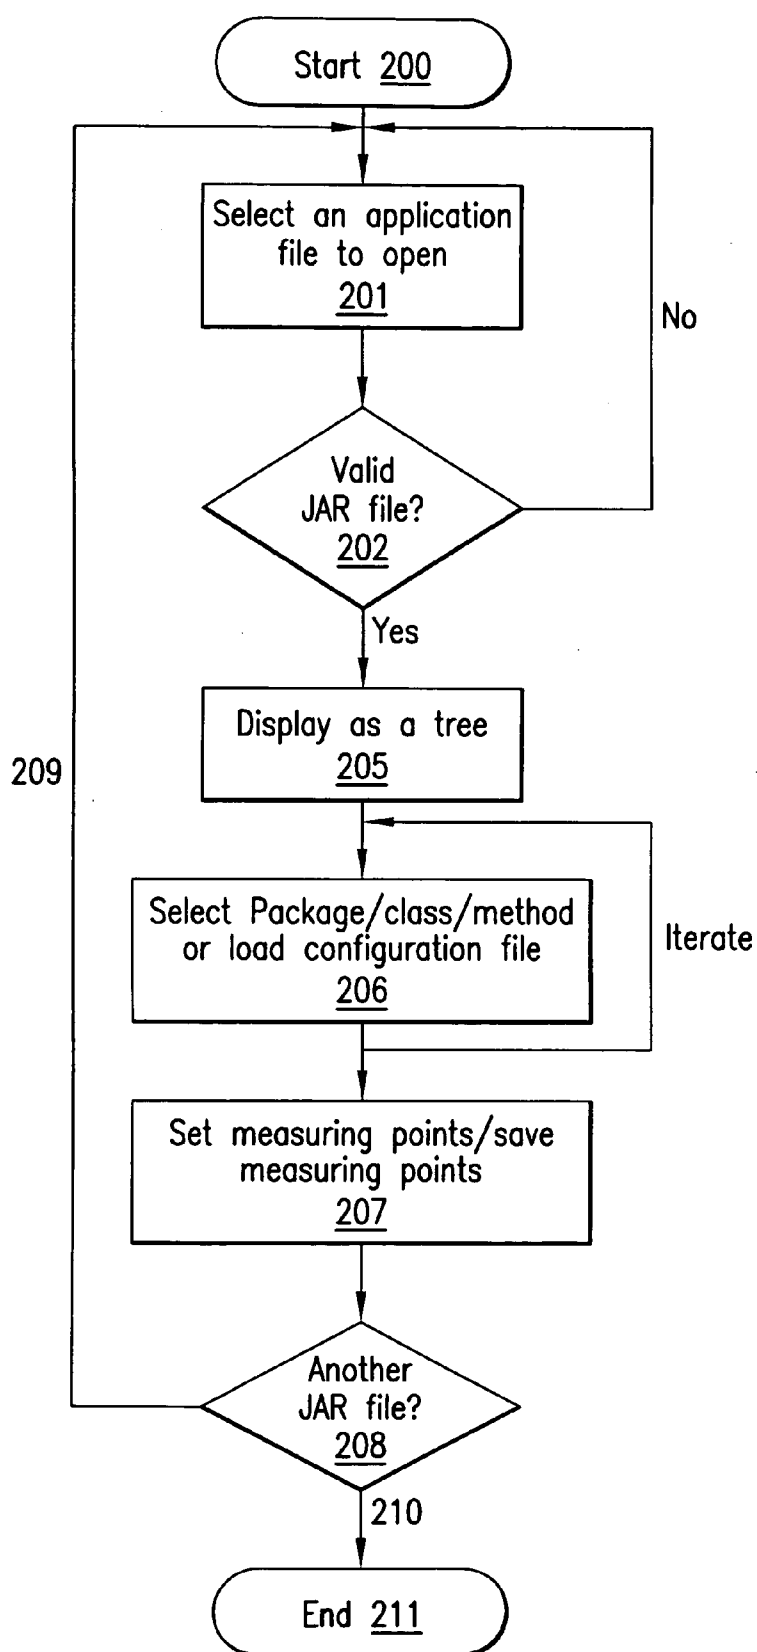 Start 200
Select an application
file to open
201
No
Valid
JAR file?
202
Yes
Display as a tree
205
209
Select Package/class/method
or load configuration file
206
Iterate
Set measuring points/save
measuring points
207
Another
JAR file?
208
210
End 211